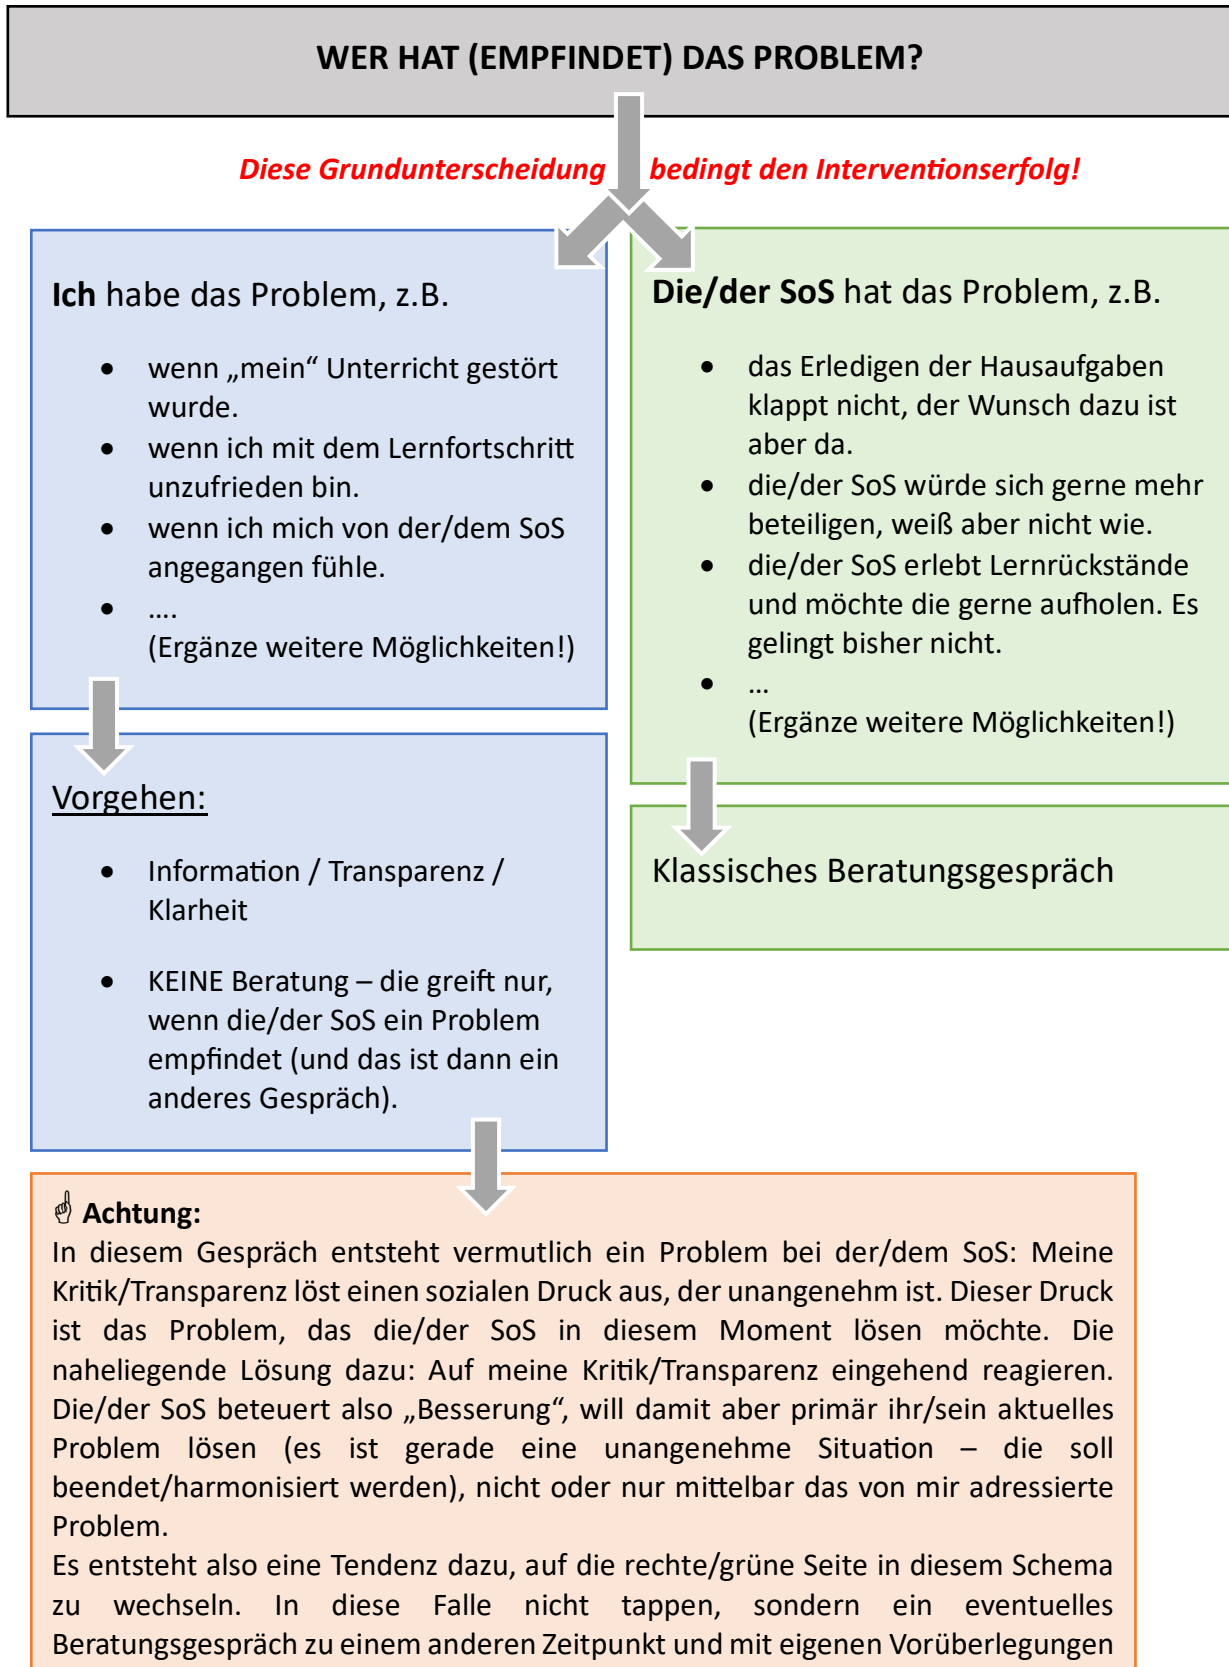 WER HAT (EMPFINDET) DAS PROBLEM?
Diese Grundunterscheidung bedingt den Interventionserfolg!
Ich habe das Problem, z.B.
• wenn „mein“ Unterricht gestört
wurde.
• wenn ich mit dem Lernfortschritt
unzufrieden bin.
• wenn ich mich von der/dem SoS
angegangen fühle.
• ....
(Ergänze weitere Möglichkeiten!)
Vorgehen:
• Information / Transparenz /
Klarheit
• KEINE Beratung – die greift nur,
wenn die/der SoS ein Problem
empfindet (und das ist dann ein
anderes Gespräch).
Die/der SoS hat das Problem, z.B.
• das Erledigen der Hausaufgaben
klappt nicht, der Wunsch dazu ist
aber da.
• die/der SoS würde sich gerne mehr
beteiligen, weiß aber nicht wie.
• die/der SoS erlebt Lernrückstände
und möchte die gerne aufholen. Es
gelingt bisher nicht.
• ...
(Ergänze weitere Möglichkeiten!)
Klassisches Beratungsgespräch
☝ Achtung:
In diesem Gespräch entsteht vermutlich ein Problem bei der/dem SoS: Meine
Kritik/Transparenz löst einen sozialen Druck aus, der unangenehm ist. Dieser Druck
ist das Problem, das die/der SoS in diesem Moment lösen möchte. Die
naheliegende Lösung dazu: Auf meine Kritik/Transparenz eingehend reagieren.
Die/der SoS beteuert also „Besserung“, will damit aber primär ihr/sein aktuelles
Problem lösen (es ist gerade eine unangenehme Situation – die soll
beendet/harmonisiert werden), nicht oder nur mittelbar das von mir adressierte
Problem.
Es entsteht also eine Tendenz dazu, auf die rechte/grüne Seite in diesem Schema
zu wechseln. In diese Falle nicht tappen, sondern ein eventuelles
Beratungsgespräch zu einem anderen Zeitpunkt und mit eigenen Vorüberlegungen